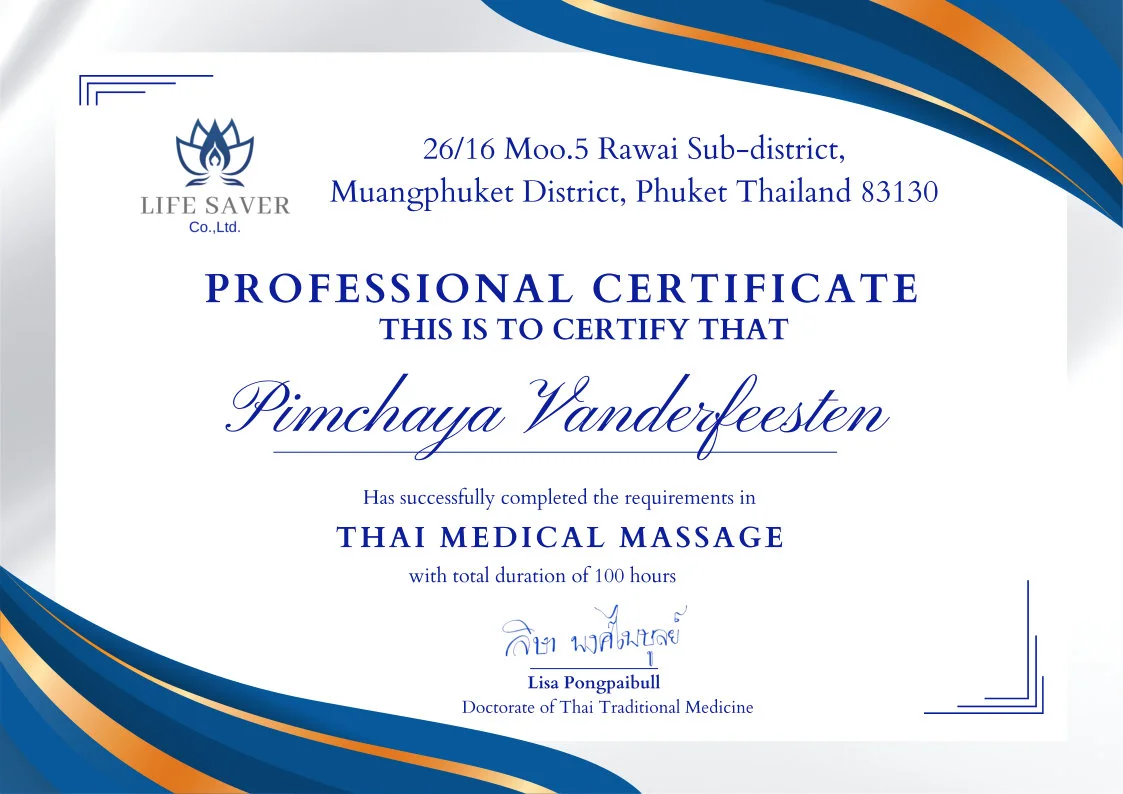 26/16 Moo.5 Rawai Sub-district,
Muangphuket District, Phuket Thailand 83130
LIFE SAVER
Co.,Ltd.
PROFESSIONAL CERTIFICATE
THIS IS TO CERTIFY THAT
Pimchaya Vanderfeesten
Has successfully completed the requirements in
THAI MEDICAL MASSAGE
with total duration of 100 hours
ลิษา พงศ์ไพบูลย์
Lisa Pongpaibull
Doctorate of Thai Traditional Medicine